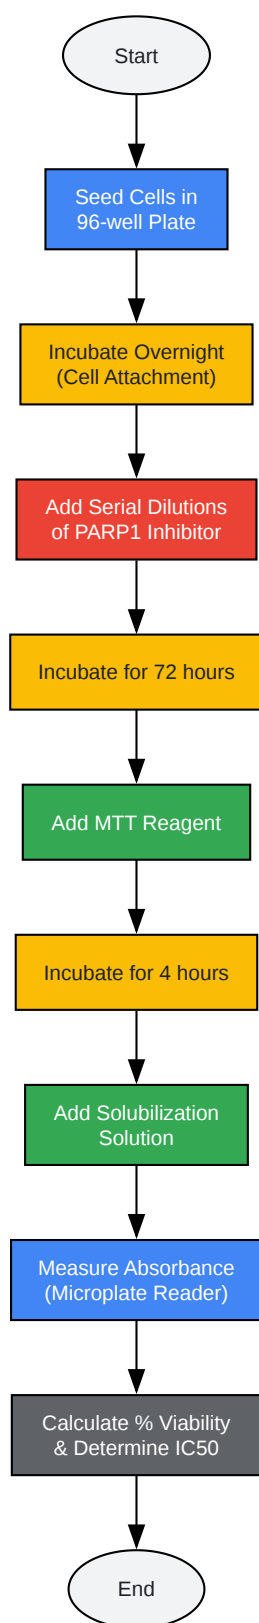 Start
Seed Cells in
96-well Plate
Incubate Overnight
(Cell Attachment)
Add Serial Dilutions
of PARP1 Inhibitor
Incubate for 72 hours
Add MTT Reagent
Incubate for 4 hours
Add Solubilization
Solution
Measure Absorbance
(Microplate Reader)
Calculate % Viability
& Determine IC50
End